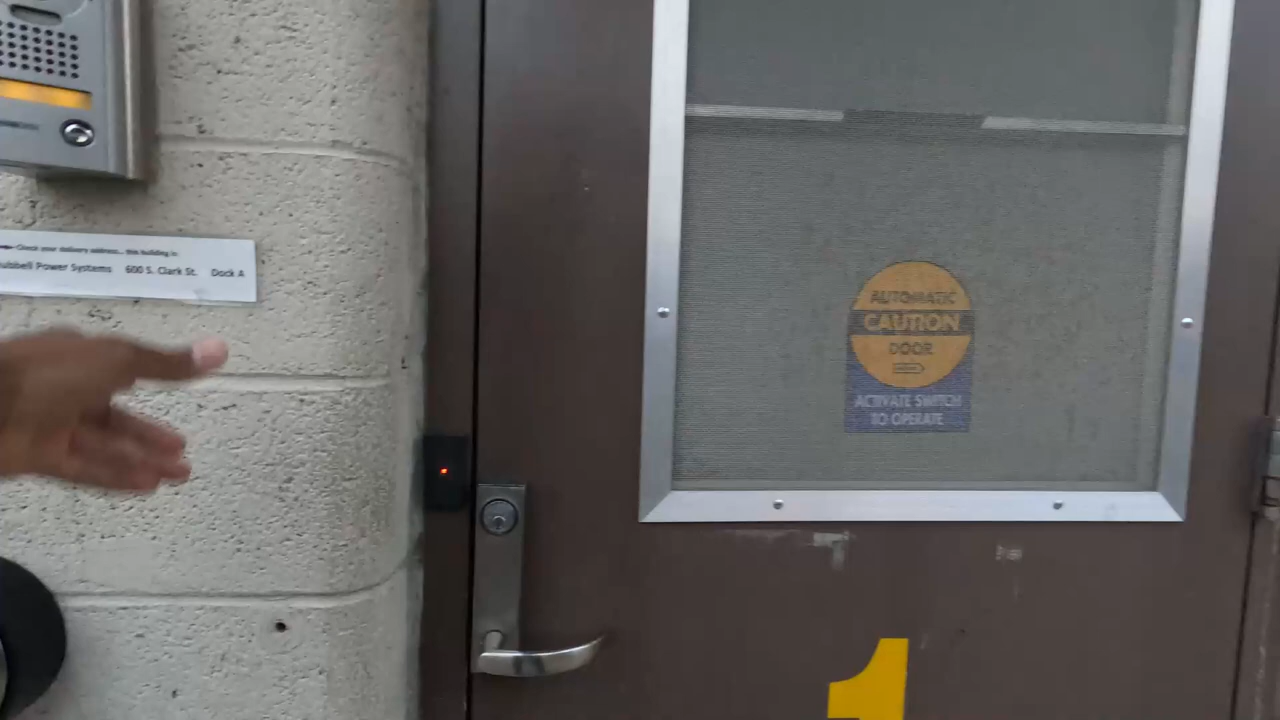 Check your delivery address... this building is
ubbell Power Systems 600 S. Clark St. Dock A
AUTOMATIC
CAUTION
DOOR
ACTIVATE SWITCH
TO OPERATE
1